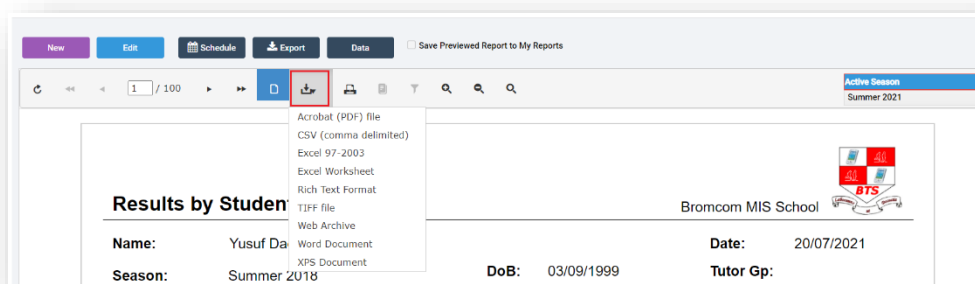 New Edit Schedule Export Data Save Previewed Report to My Reports
1 / 100
Active Season
Summer 2021
Acrobat (PDF) file
CSV (comma delimited)
Excel 97-2003
Excel Worksheet
Rich Text Format
TIFF file
Web Archive
Word Document
XPS Document
BTS
Results by Studen Bromcom MIS School
Name: Yusuf Da Date: 20/07/2021
Season: Summer 2018 DoB: 03/09/1999 Tutor Gp: